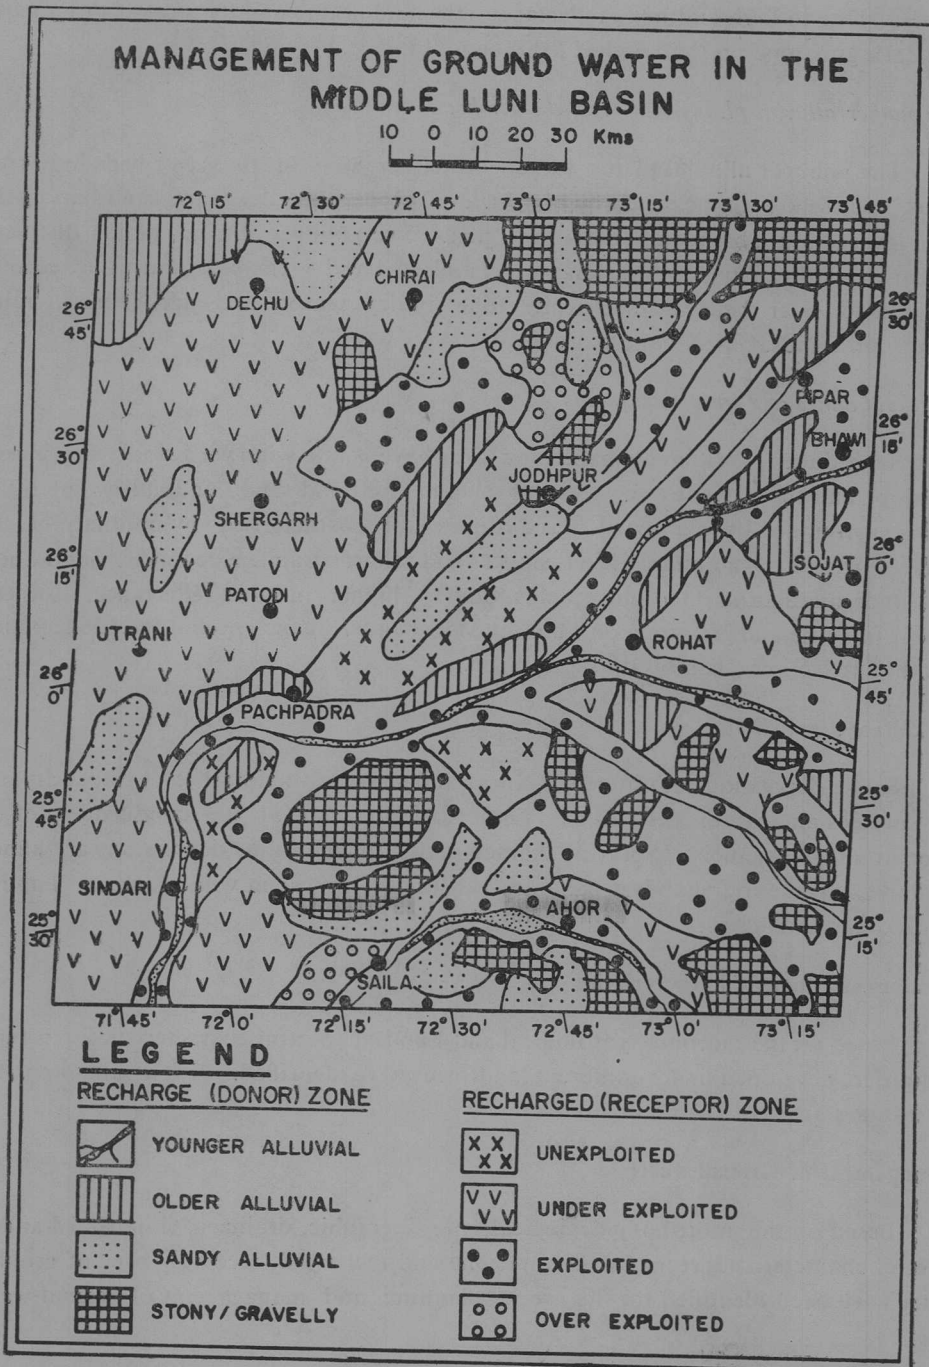 MANAGEMENT OF GROUND WATER IN THE
MIDDLE LUNI BASIN
10 0 10 20 30 Kms
72° 15' 72° 30' 72° 45' 73° 0' 73° 15' 73° 30' 73° 45'
CHIRAI
DECHU
26° 45'
26° 30'
PIPAR
26° 30'
26° 15'
BHAWI
JODHPUR
SHERGARH
26° 15'
26° 0'
SOJAT
PATODI
UTRANI
ROHAT
26° 0'
25° 45'
PACHPADRA
25° 45'
25° 30'
SINDARI
AHOR
25° 30'
25° 15'
SAILA
71° 45' 72° 0' 72° 15' 72° 30' 72° 45' 73° 0' 73° 15'
LEGEND
RECHARGE (DONOR) ZONE
YOUNGER ALLUVIAL
OLDER ALLUVIAL
SANDY ALLUVIAL
STONY/GRAVELLY
RECHARGED (RECEPTOR) ZONE
UNEXPLOITED
UNDER EXPLOITED
EXPLOITED
OVER EXPLOITED